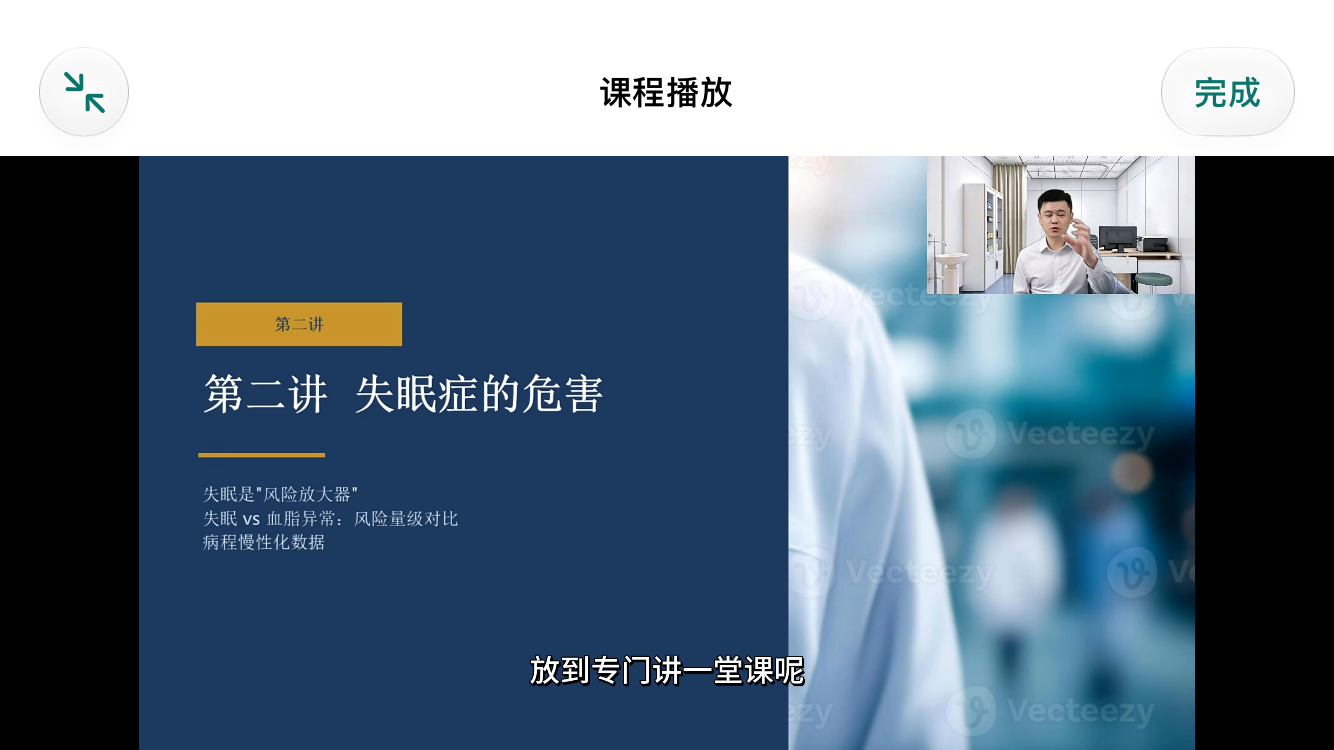 课程播放
完成
第二讲
第二讲 失眠症的危害
失眠是"风险放大器"
失眠 vs 血脂异常：风险量级对比
病程慢性化数据
Vecteezy
Vecteezy
Vecteezy
放到专门讲一堂课呢
Vecteezy